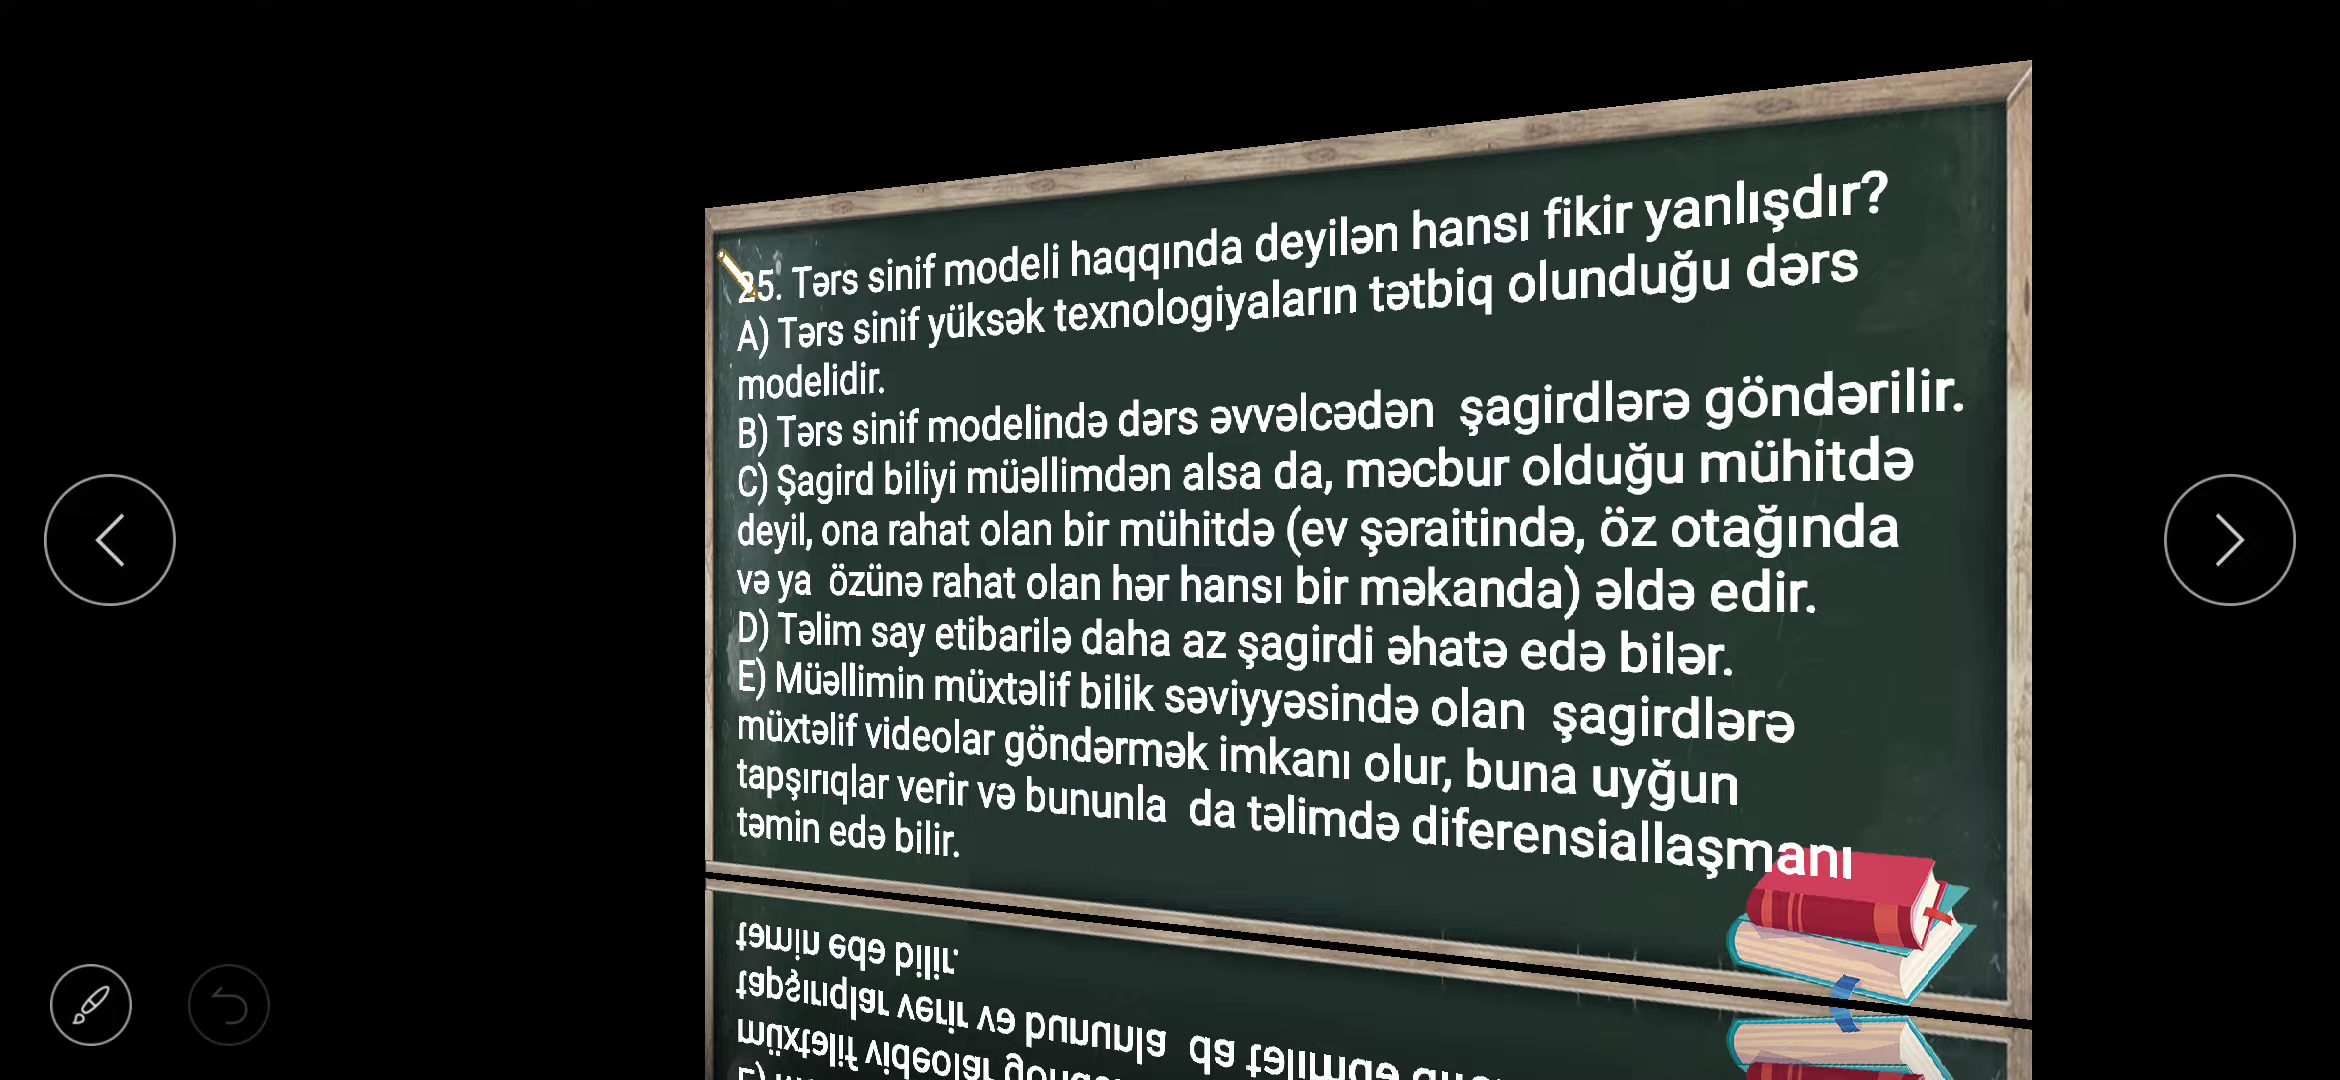 25. Tərs sinif modeli haqqında deyilən hansı fikir yanlışdır?
A) Tərs sinif yüksək texnologiyaların tətbiq olunduğu dərs
modelidir.
B) Tərs sinif modelində dərs əvvəlcədən şagirdlərə göndərilir.
C) Şagird biliyi müəllimdən alsa da, məcbur olduğu mühitdə
deyil, ona rahat olan bir mühitdə (ev şəraitində, öz otağında
və ya özünə rahat olan hər hansı bir məkanda) əldə edir.
D) Təlim say etibarilə daha az şagirdi əhatə edə bilər.
E) Müəllimin müxtəlif bilik səviyyəsində olan şagirdlərə
müxtəlif videolar göndərmək imkanı olur, buna uyğun
tapşırıqlar verir və bununla da təlimdə diferensiallaşmanı
təmin edə bilir.